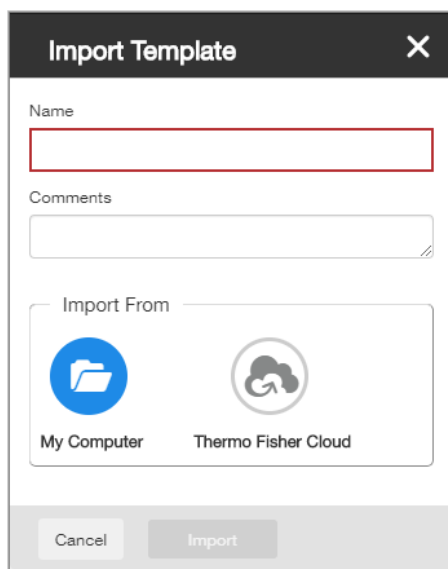 Import Template
Name
Comments
Import From
My Computer
Thermo Fisher Cloud
Cancel
Import